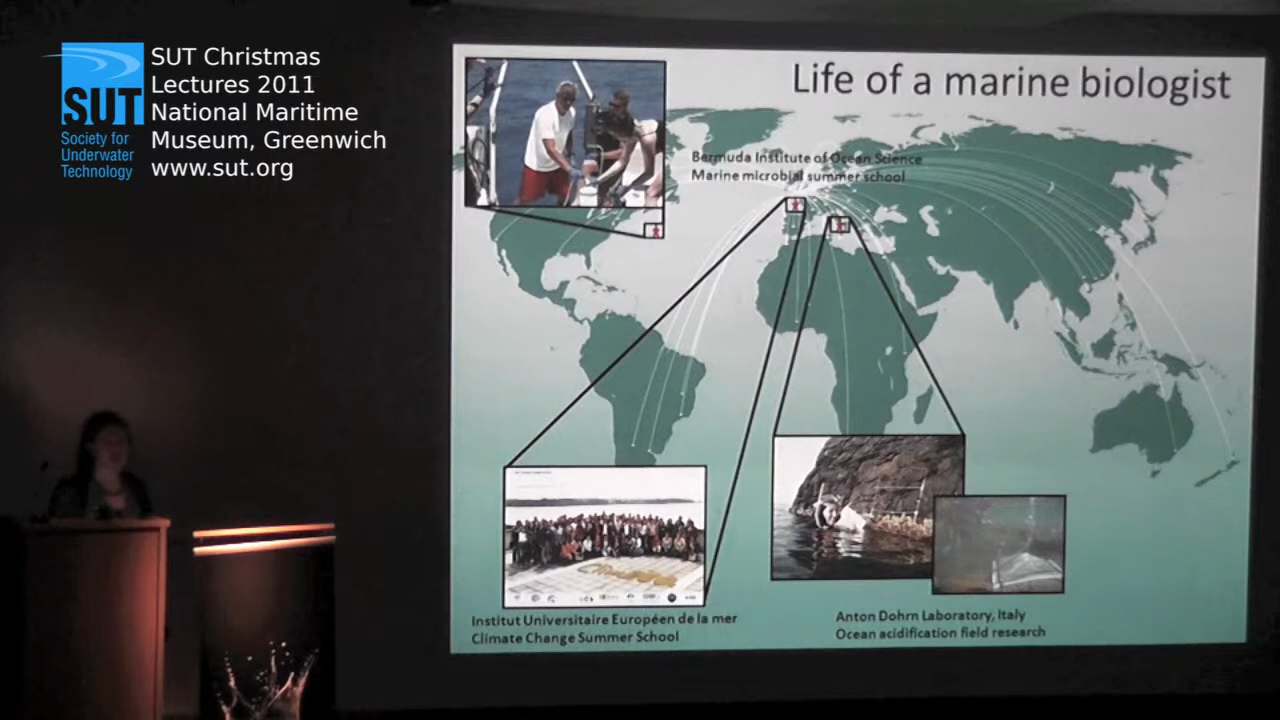 SUT Christmas
Lectures 2011
National Maritime
Museum, Greenwich
www.sut.org
SUT
Society for
Underwater
Technology
Life of a marine biologist
Bermuda Institute of Ocean Science
Marine microbial summer school
Institut Universitaire Européen de la mer
Climate Change Summer School
Anton Dohrn Laboratory, Italy
Ocean acidification field research